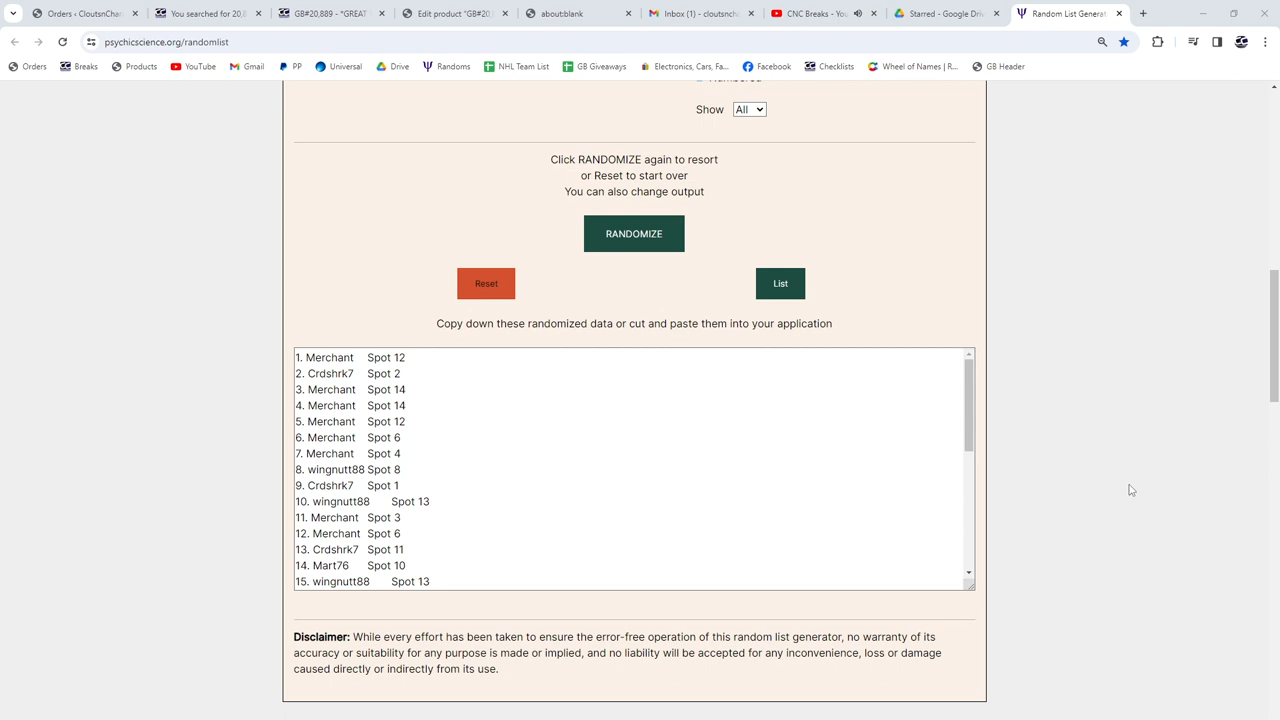 Orders ‹ CloutsnCha
You searched for 20,8
GB#20,889 - *GREAT
Edit product "GB#20,
about:blank
Inbox (1) - cloutsnch
CNC Breaks - You
Starred - Google Driv
Random List Generat
psychicscience.org/randomlist
Orders Breaks Products YouTube Gmail PP Universal Drive Randoms NHL Team List GB Giveaways Electronics, Cars, Fa... Facebook Checklists Wheel of Names | R... GB Header
Show All
Click RANDOMIZE again to resort
or Reset to start over
You can also change output
RANDOMIZE
Reset List
Copy down these randomized data or cut and paste them into your application
1. Merchant Spot 12
2. Crdshrk7 Spot 2
3. Merchant Spot 14
4. Merchant Spot 14
5. Merchant Spot 12
6. Merchant Spot 6
7. Merchant Spot 4
8. wingnutt88 Spot 8
9. Crdshrk7 Spot 1
10. wingnutt88 Spot 13
11. Merchant Spot 3
12. Merchant Spot 6
13. Crdshrk7 Spot 11
14. Mart76 Spot 10
15. wingnutt88 Spot 13
Disclaimer: While every effort has been taken to ensure the error-free operation of this random list generator, no warranty of its
accuracy or suitability for any purpose is made or implied, and no liability will be accepted for any inconvenience, loss or damage
caused directly or indirectly from its use.